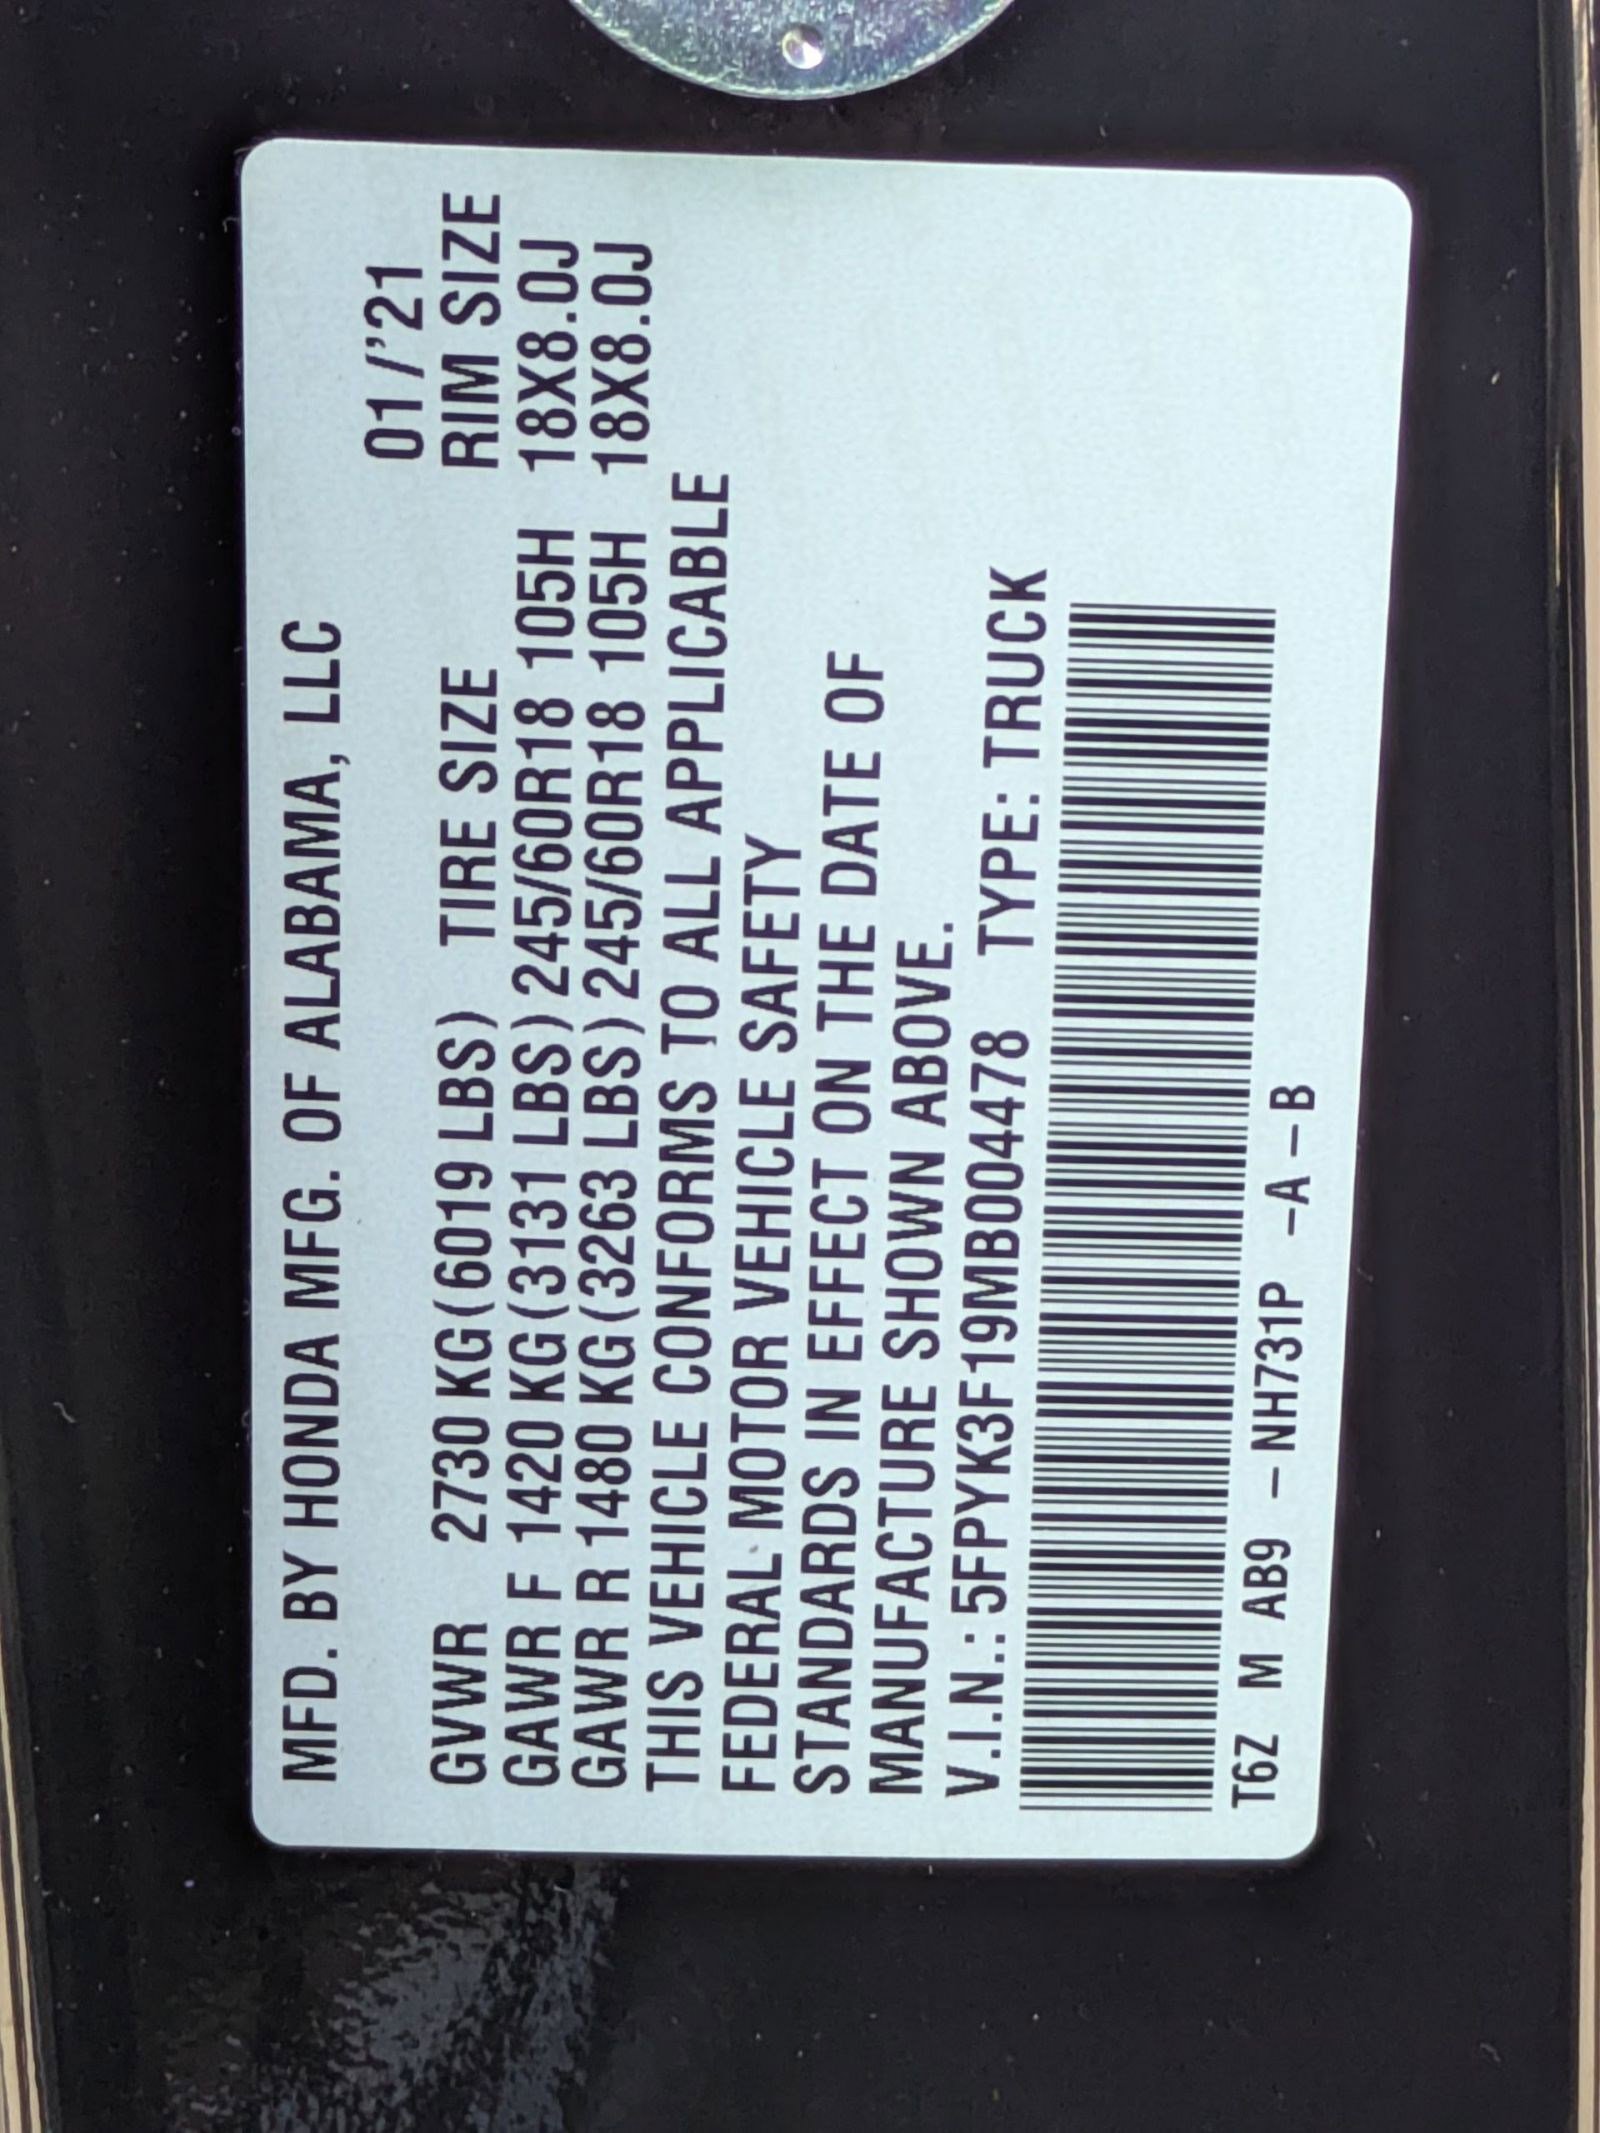 MFD. BY HONDA MFG. OF ALABAMA, LLC
01/'21
GVWR 2730 KG(6019 LBS) TIRE SIZE RIM SIZE
GAWR F 1420 KG(3131 LBS) 245/60R18 105H 18X8.0J
GAWR R 1480 KG(3263 LBS) 245/60R18 105H 18X8.0J
THIS VEHICLE CONFORMS TO ALL APPLICABLE
FEDERAL MOTOR VEHICLE SAFETY
STANDARDS IN EFFECT ON THE DATE OF
MANUFACTURE SHOWN ABOVE.
V.I.N.: 5FPYK3F19MB00478 TYPE: TRUCK
T6Z M AB9 -NH731P -A-B